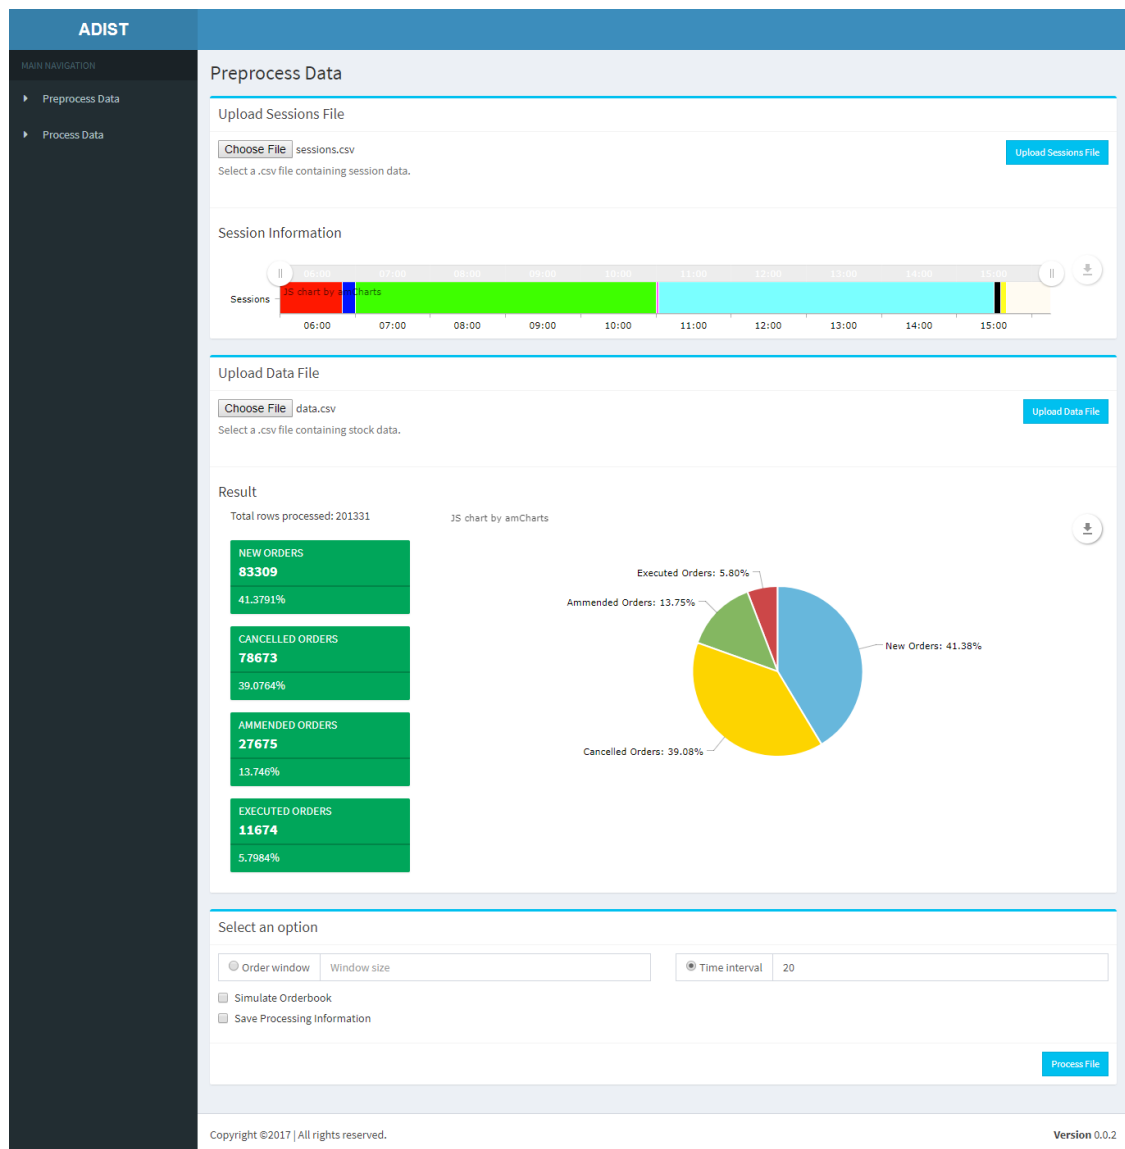 ADIST
MAIN NAVIGATION
Preprocess Data
Process Data
Preprocess Data
Upload Sessions File
Choose File sessions.csv
Upload Sessions File
Select a .csv file containing session data.
Session Information
06:00 07:00 08:00 09:00 10:00 11:00 12:00 13:00 14:00 15:00
JS chart by amCharts
Sessions
06:00 07:00 08:00 09:00 10:00 11:00 12:00 13:00 14:00 15:00
Upload Data File
Choose File data.csv
Upload Data File
Select a .csv file containing stock data.
Result
Total rows processed: 201331
JS chart by amCharts
NEW ORDERS
83309
41.3791%
CANCELLED ORDERS
78673
39.0764%
AMMENDED ORDERS
27675
13.746%
EXECUTED ORDERS
11674
5.7984%
Executed Orders: 5.80%
Ammended Orders: 13.75%
New Orders: 41.38%
Cancelled Orders: 39.08%
Select an option
Order window Window size
Time interval 20
Simulate Orderbook
Save Processing Information
Process File
Copyright ©2017 | All rights reserved.
Version 0.0.2